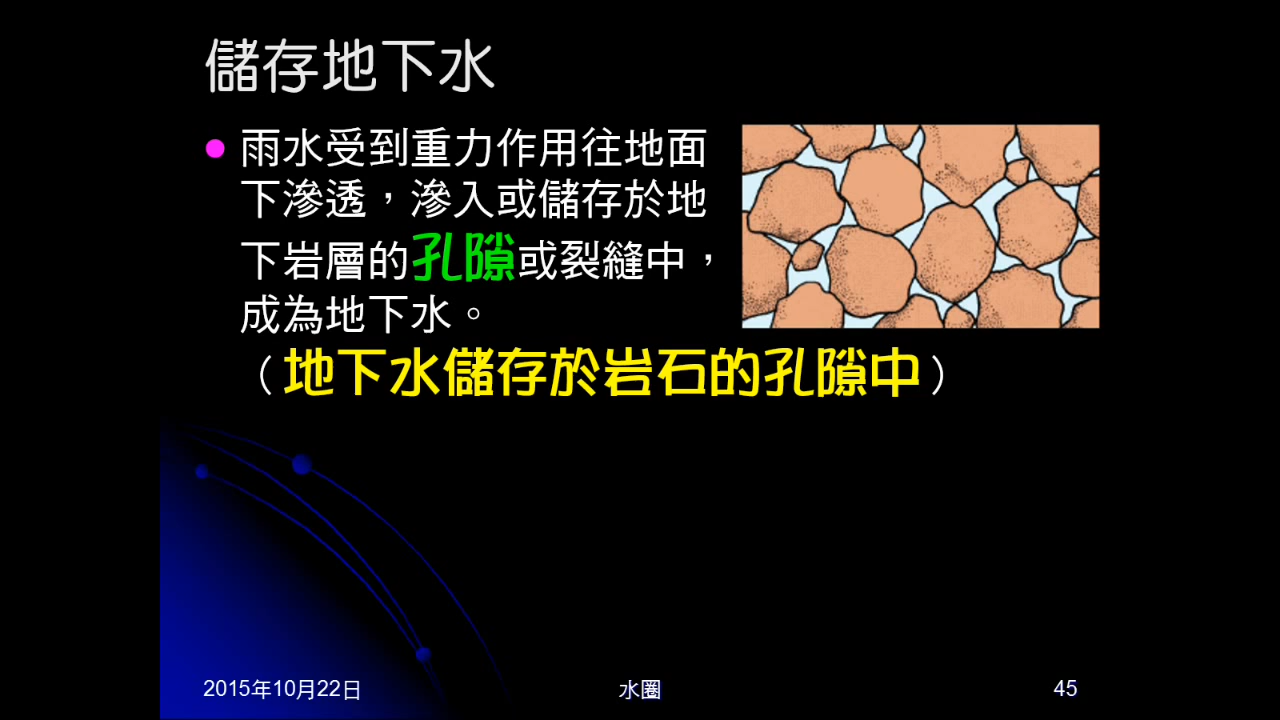 儲存地下水
雨水受到重力作用往地面
下滲透，滲入或儲存於地
下岩層的孔隙或裂縫中，
成為地下水。
（地下水儲存於岩石的孔隙中）
2015年10月22日
水圈
45